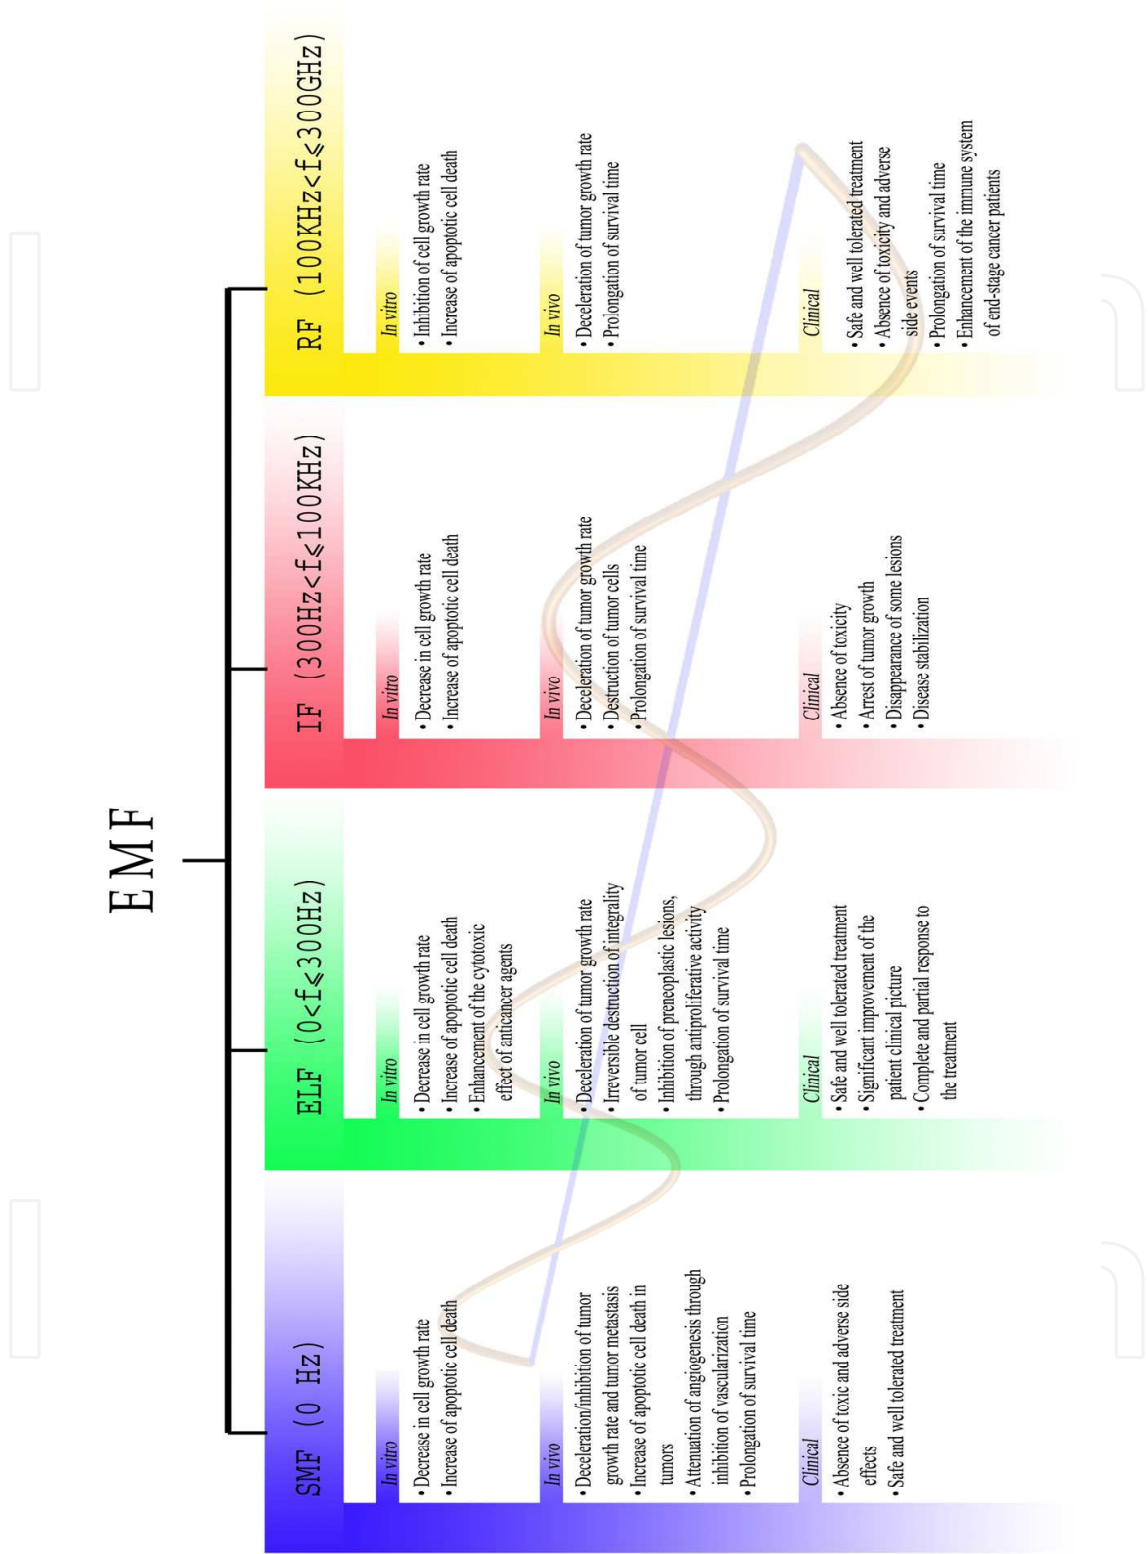 EMF
SMF (0 Hz)
In vitro
• Decrease in cell growth rate
• Increase of apoptotic cell death
In vivo
• Deceleration/inhibition of tumor
growth rate and tumor metastasis
• Increase of apoptotic cell death in
tumors
• Attenuation of angiogenesis through
inhibition of vascularization
• Prolongation of survival time
Clinical
• Absence of toxic and adverse side
effects
• Safe and well tolerated treatment
ELF (0<f⩽300Hz)
In vitro
• Decrease in cell growth rate
• Increase of apoptotic cell death
• Enhancement of the cytotoxic
effect of anticancer agents
In vivo
• Deceleration of tumor growth rate
• Irreversible destruction of integrality
of tumor cell
• Inhibition of preneoplastic lesions,
through antiproliferative activity
• Prolongation of survival time
Clinical
• Safe and well tolerated treatment
• Significant improvement of the
patient clinical picture
• Complete and partial response to
the treatment
IF (300Hz<f⩽100KHz)
In vitro
• Decrease in cell growth rate
• Increase of apoptotic cell death
In vivo
• Deceleration of tumor growth rate
• Destruction of tumor cells
• Prolongation of survival time
Clinical
• Absence of toxicity
• Arrest of tumor growth
• Disappearance of some lesions
• Disease stabilization
RF (100KHz<f⩽300GHz)
In vitro
• Inhibition of cell growth rate
• Increase of apoptotic cell death
In vivo
• Deceleration of tumor growth rate
• Prolongation of survival time
Clinical
• Safe and well tolerated treatment
• Absence of toxicity and adverse
side events
• Prolongation of survival time
• Enhancement of the immune system
of end-stage cancer patients